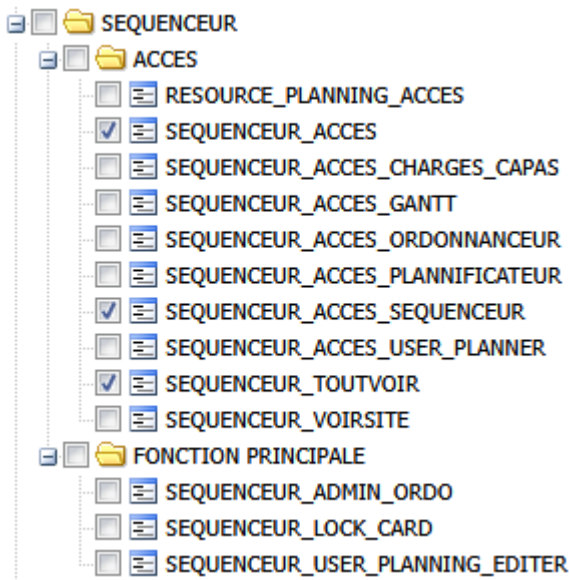 SEQUENCEUR
ACCES
RESOURCE_PLANNING_ACCES
SEQUENCEUR_ACCES
SEQUENCEUR_ACCES_CHARGES_CAPAS
SEQUENCEUR_ACCES_GANTT
SEQUENCEUR_ACCES_ORDONNANCEUR
SEQUENCEUR_ACCES_PLANNIFICATEUR
SEQUENCEUR_ACCES_SEQUENCEUR
SEQUENCEUR_ACCES_USER_PLANNER
SEQUENCEUR_TOUTVOIR
SEQUENCEUR_VOIRSITE
FONCTION PRINCIPALE
SEQUENCEUR_ADMIN_ORDO
SEQUENCEUR_LOCK_CARD
SEQUENCEUR_USER_PLANNING_EDITER